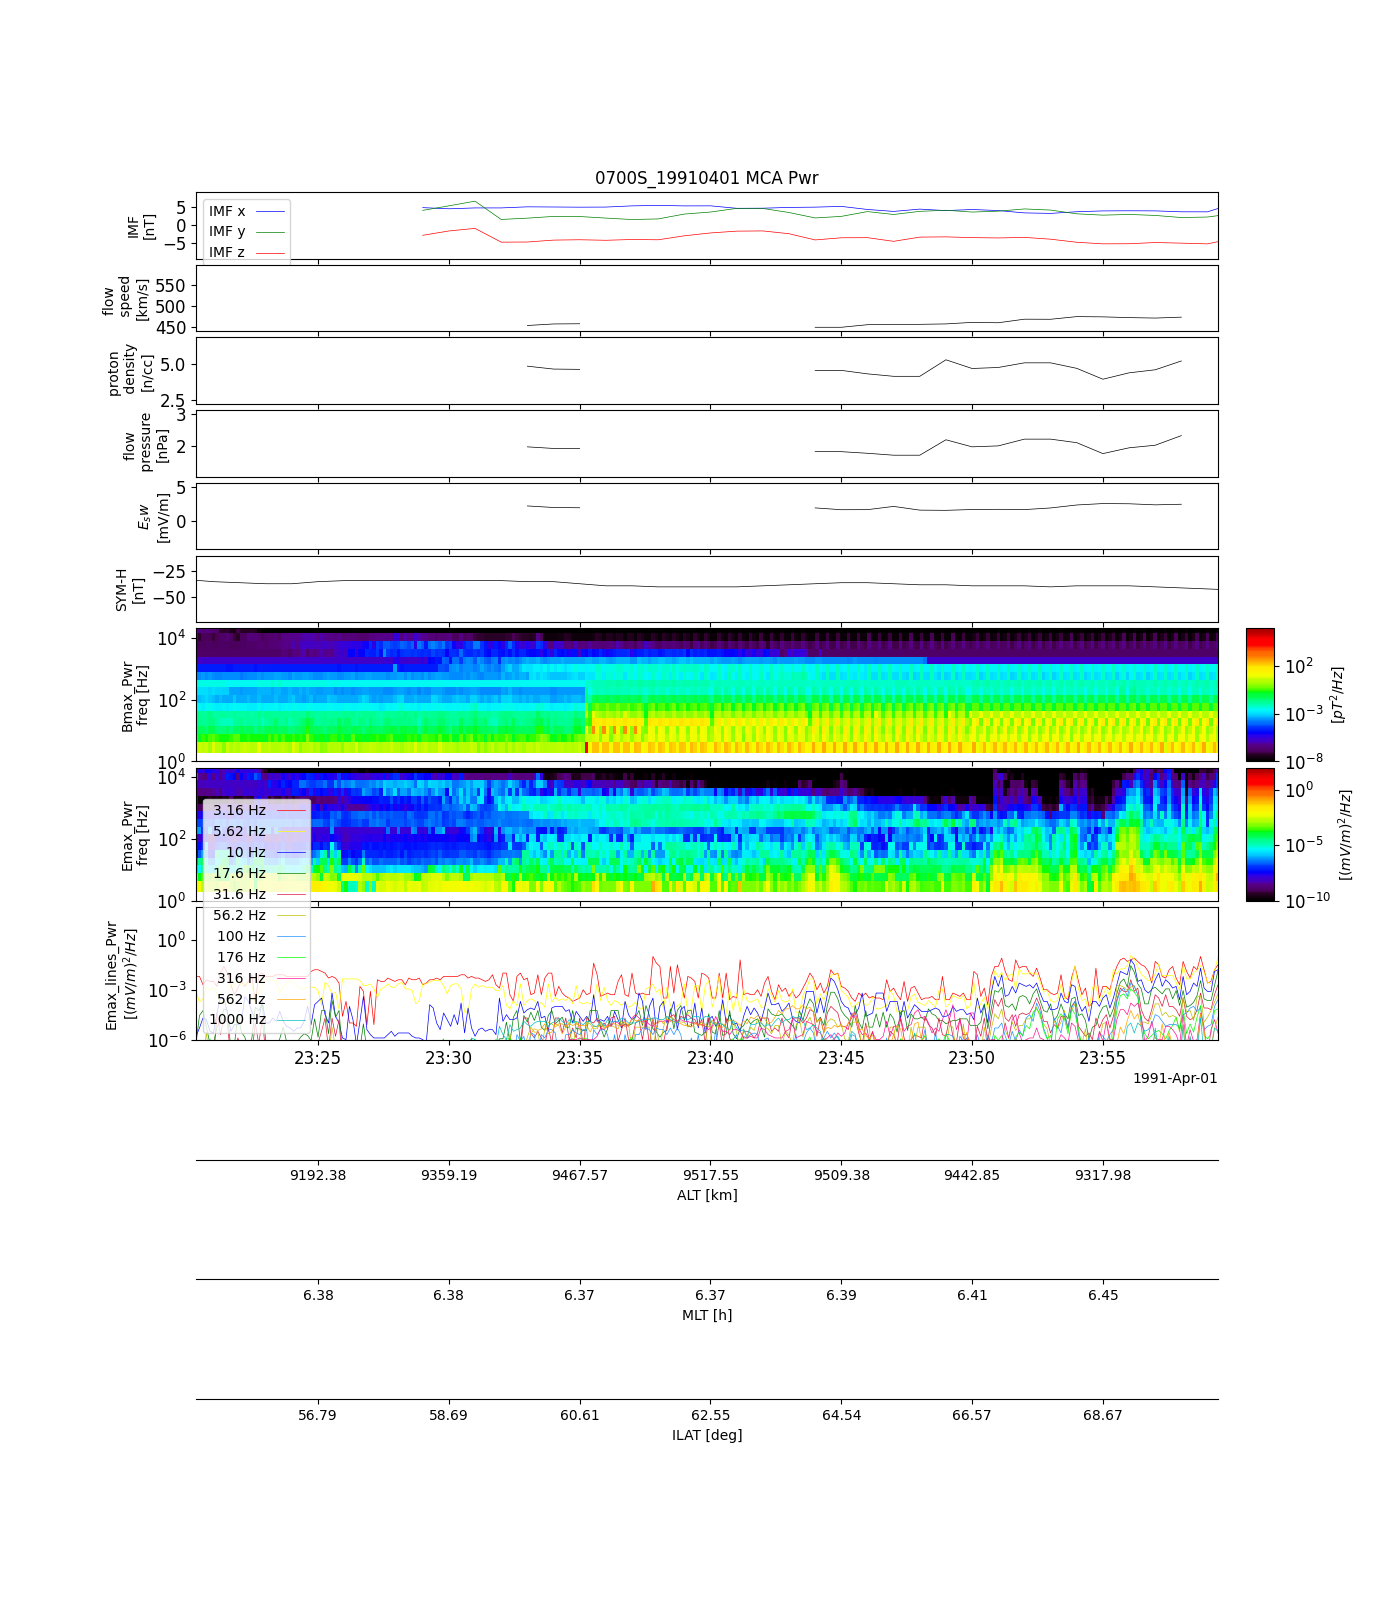 0700S_19910401 MCA Pwr
IMF
[nT]
5
0
−5
IMF x
IMF y
IMF z
flow
speed
[km/s]
550
500
450
proton
density
[n/cc]
5.0
2.5
flow
pressure
[nPa]
3
2
E_s w
[mV/m]
5
0
SYM-H
[nT]
−25
−50
Bmax_Pwr
freq [Hz]
10^4
10^2
10^0
10^2
10^−3
10^−8
[pT^2/Hz]
Emax_Pwr
freq [Hz]
10^4
10^2
10^0
10^0
10^−5
10^−10
[(mV/m)^2/Hz]
3.16 Hz
5.62 Hz
10 Hz
17.6 Hz
31.6 Hz
56.2 Hz
100 Hz
176 Hz
316 Hz
562 Hz
1000 Hz
Emax_lines_Pwr
[(mV/m)^2/Hz]
10^0
10^−3
10^−6
23:25 23:30 23:35 23:40 23:45 23:50 23:55
1991-Apr-01
9192.38 9359.19 9467.57 9517.55 9509.38 9442.85 9317.98
ALT [km]
6.38 6.38 6.37 6.37 6.39 6.41 6.45
MLT [h]
56.79 58.69 60.61 62.55 64.54 66.57 68.67
ILAT [deg]